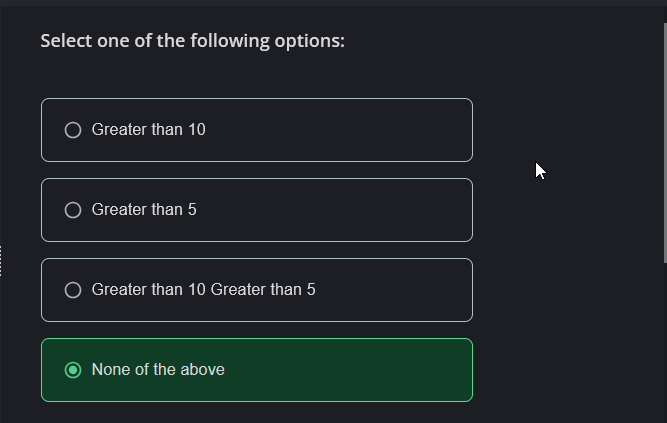 Select one of the following options:
Greater than 10
Greater than 5
Greater than 10 Greater than 5
None of the above